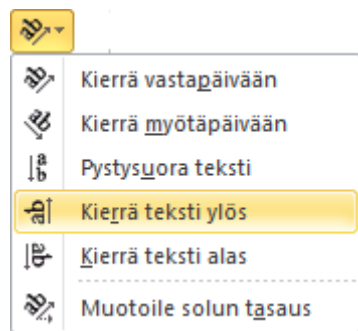 Kierrä vastapäivään
Kierrä myötäpäivään
Pystysuora teksti
Kierrä teksti ylös
Kierrä teksti alas
Muotoile solun tasaus